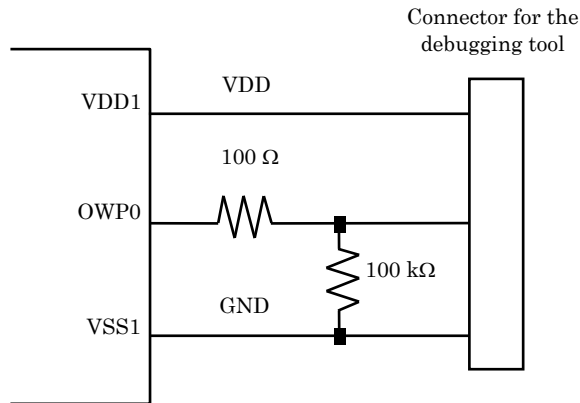 Connector for the
debugging tool
VDD1
VDD
100 Ω
OWP0
100 kΩ
GND
VSS1